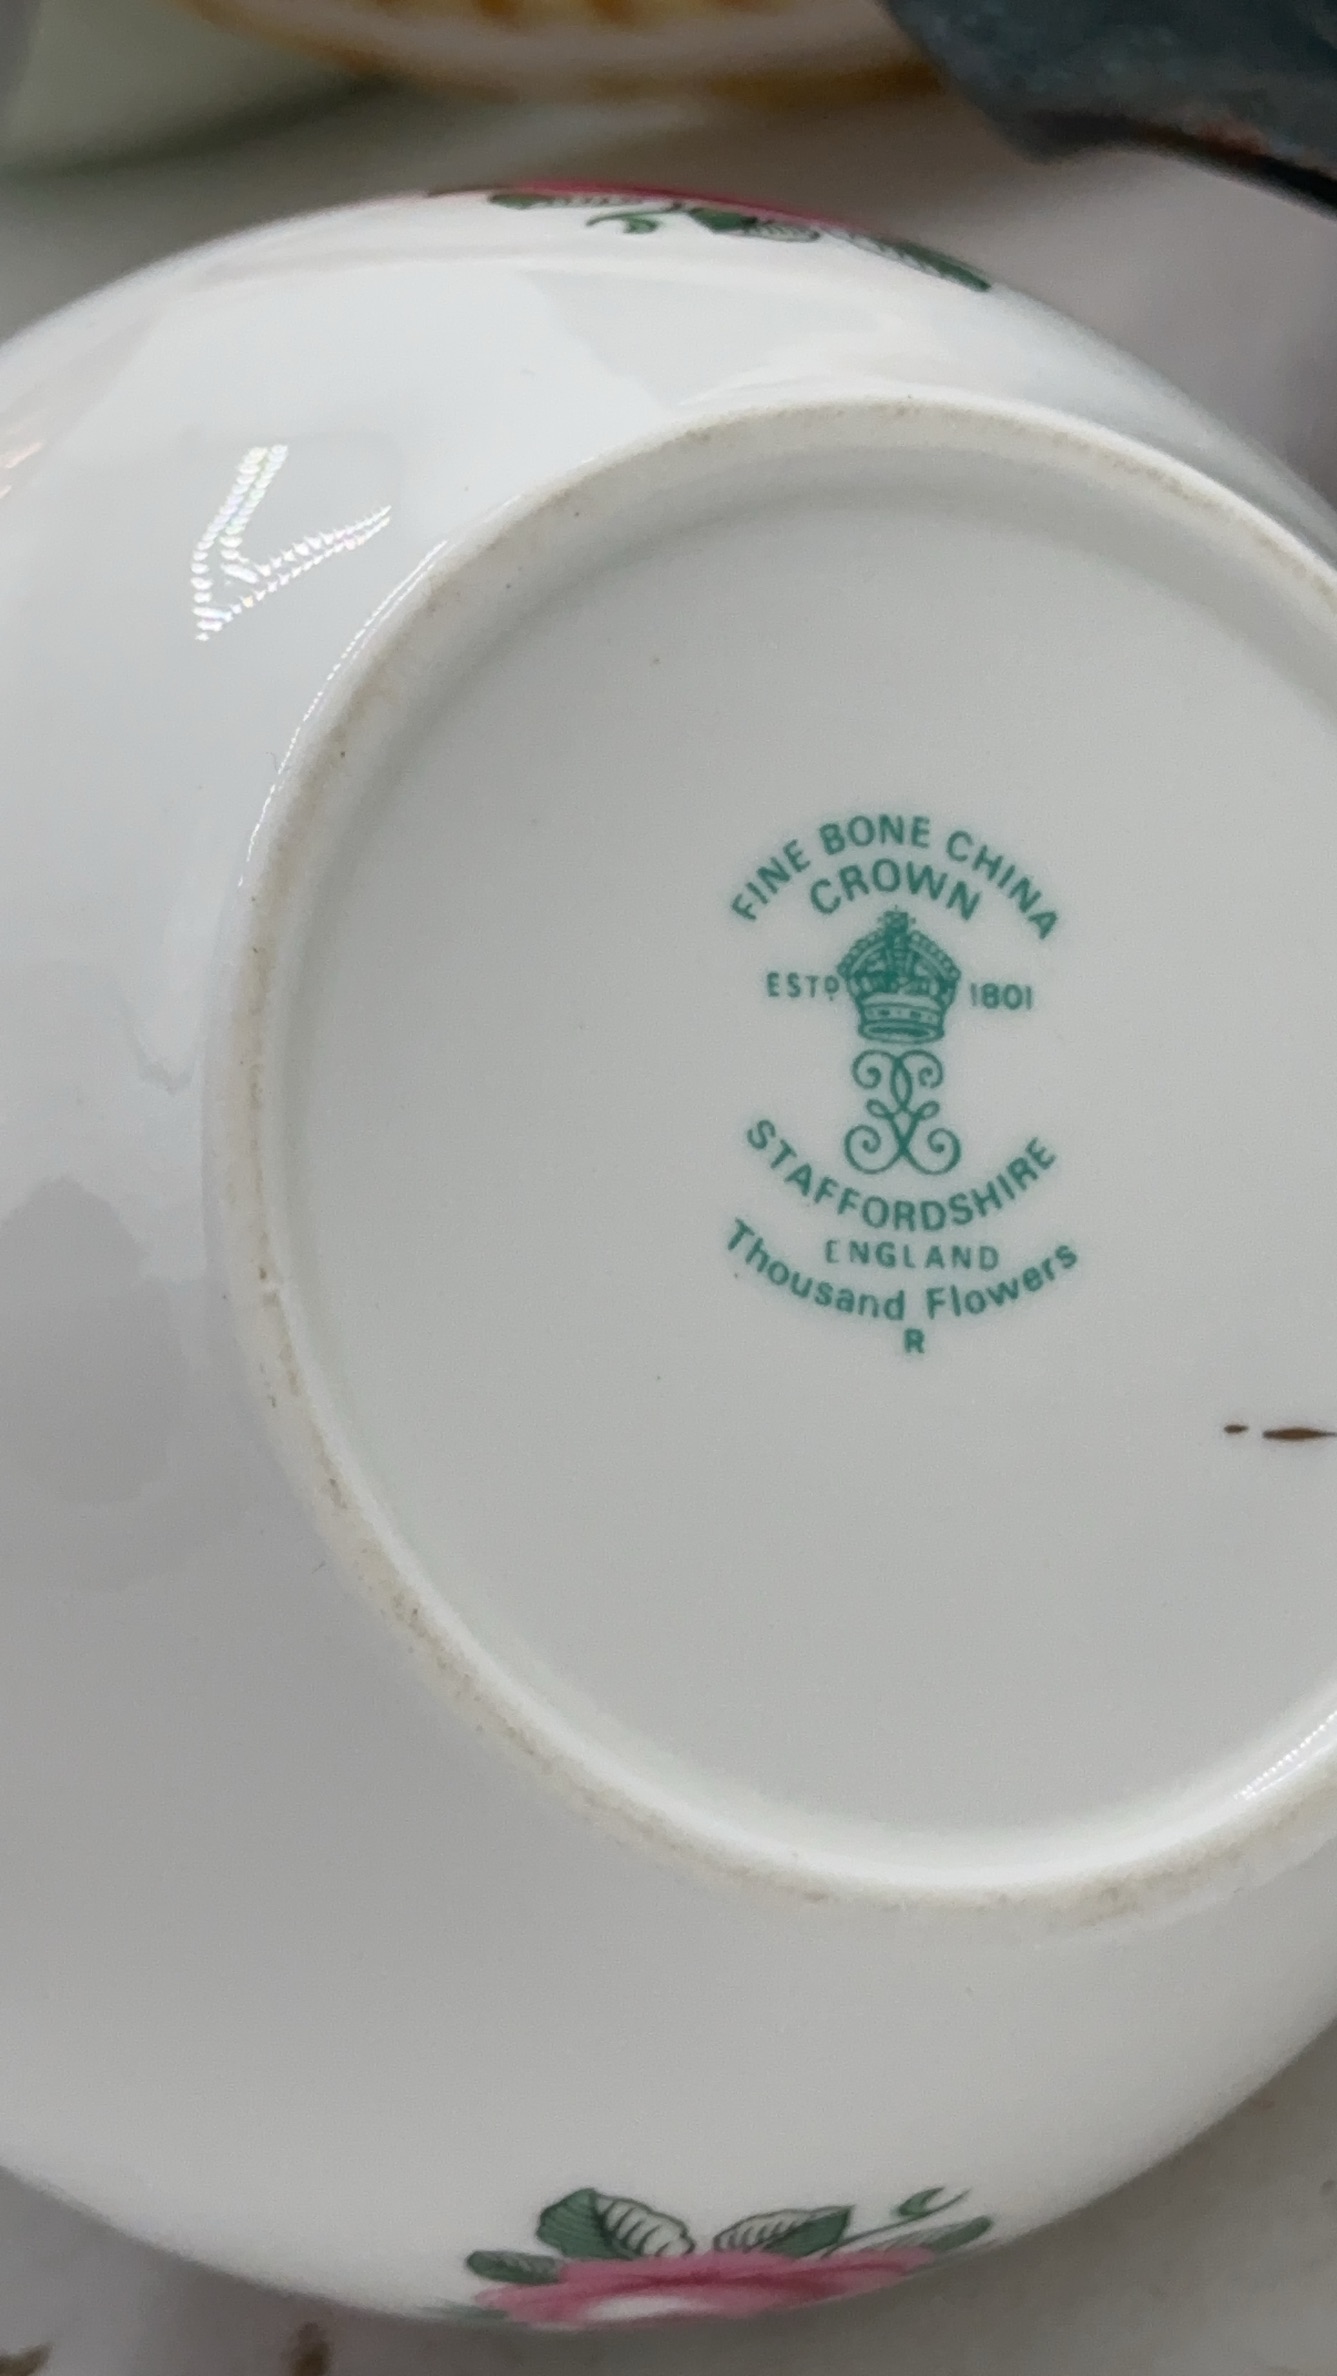 FINE BONE CHINA
CROWN
ESTD 1801
STAFFORDSHIRE
ENGLAND
Thousand Flowers
R